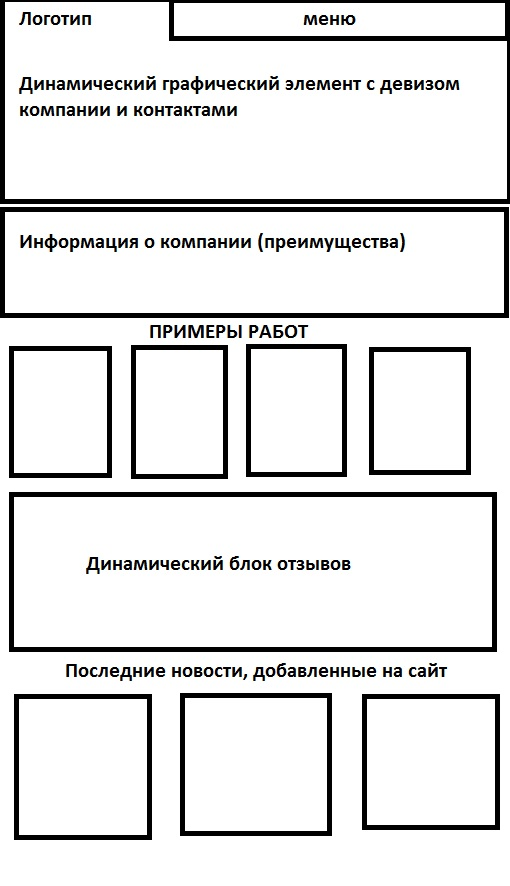 Логотип
меню
Динамический графический элемент с девизом
компании и контактами
Информация о компании (преимущества)
ПРИМЕРЫ РАБОТ
Динамический блок отзывов
Последние новости, добавленные на сайт